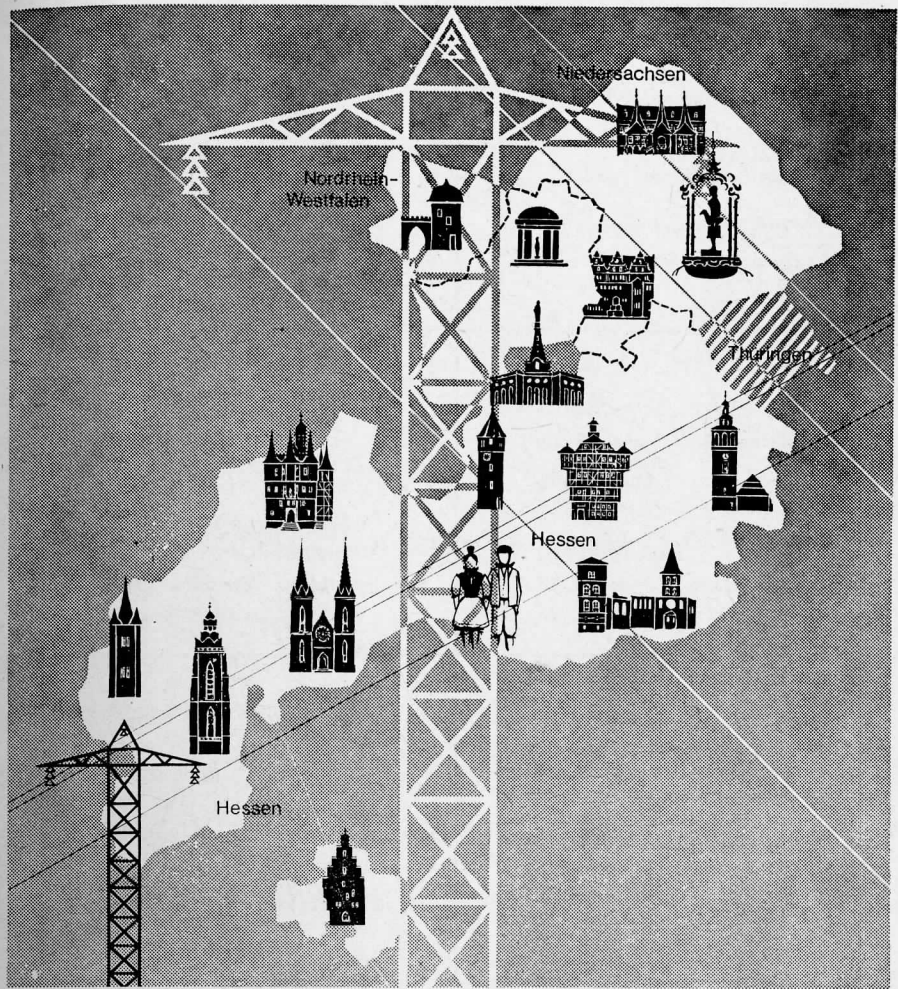 Niedersachsen
Nordrhein-
Westfalen
Thüringen
Hessen
Hessen